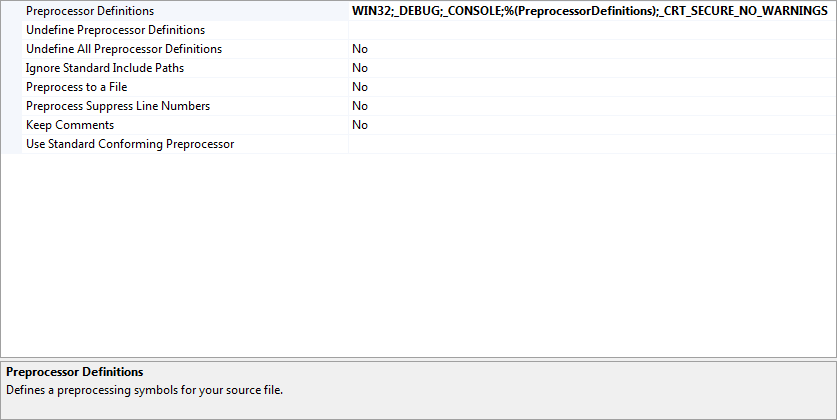 Preprocessor Definitions WIN32;_DEBUG;_CONSOLE;%(PreprocessorDefinitions);_CRT_SECURE_NO_WARNINGS
Undefine Preprocessor Definitions
Undefine All Preprocessor Definitions No
Ignore Standard Include Paths No
Preprocess to a File No
Preprocess Suppress Line Numbers No
Keep Comments No
Use Standard Conforming Preprocessor
Preprocessor Definitions
Defines a preprocessing symbols for your source file.